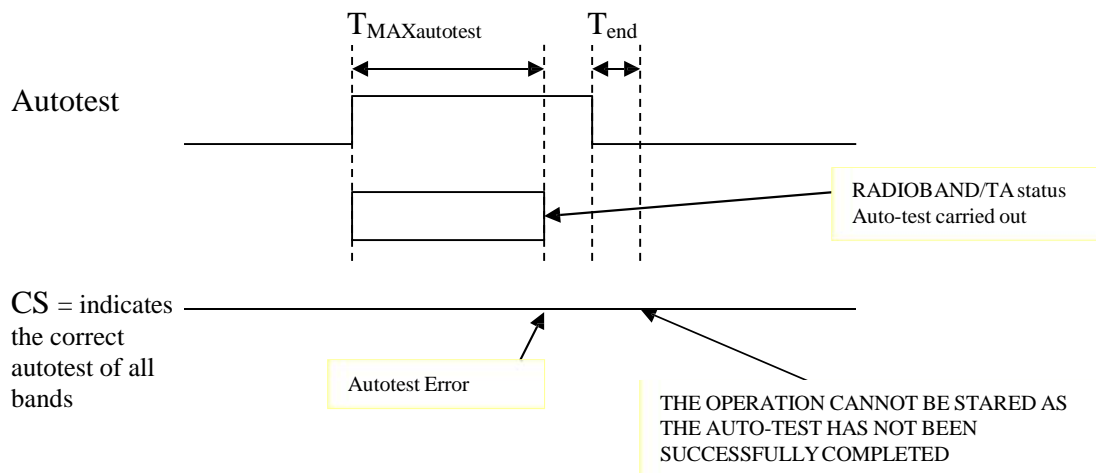 TMAXautotest
Tend
Autotest
RADIOBAND/TA status
Auto-test carried out
CS = indicates
the correct
autotest of all
bands
Autotest Error
THE OPERATION CANNOT BE STARED AS
THE AUTO-TEST HAS NOT BEEN
SUCCESSFULLY COMPLETED